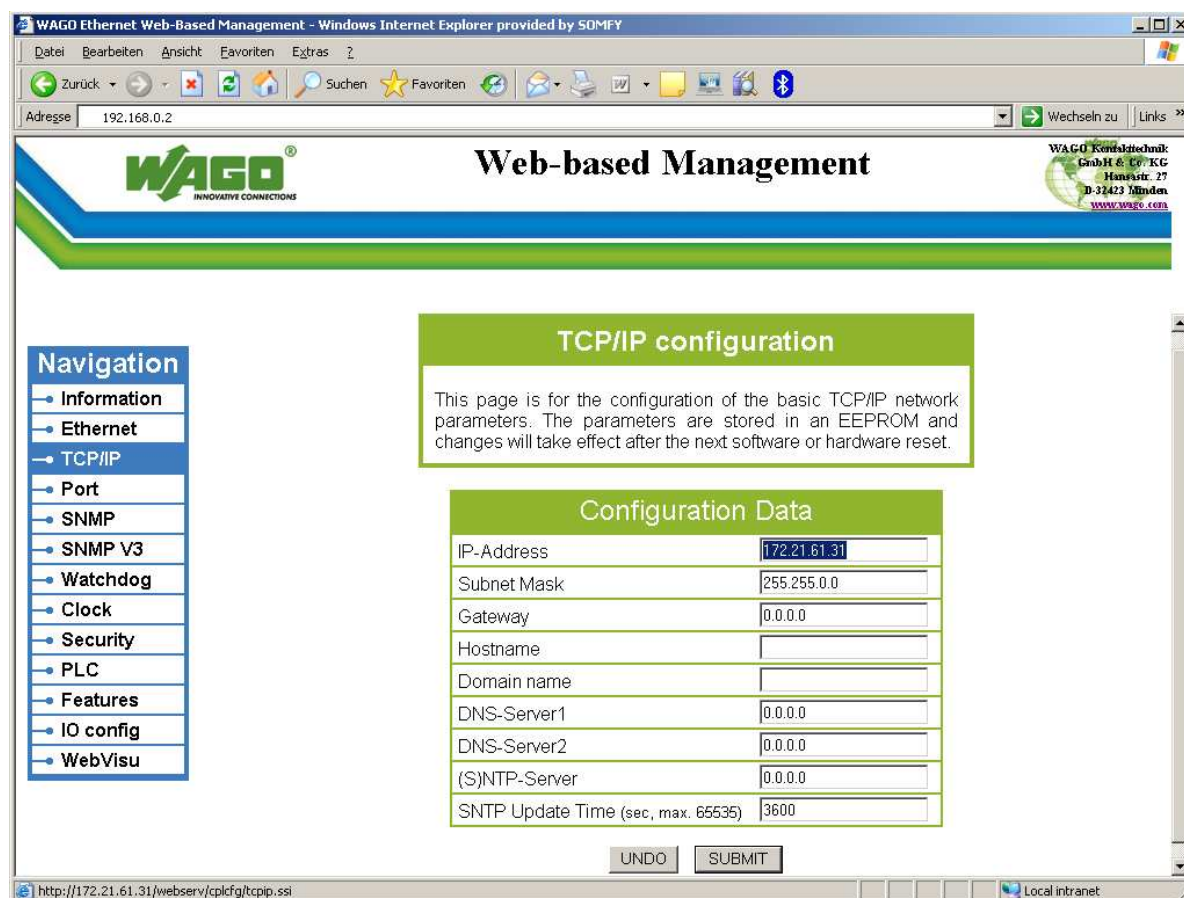 WAGO Ethernet Web-Based Management - Windows Internet Explorer provided by SOMFY
Datei Bearbeiten Ansicht Favoriten Extras ?
Zurück Suchen Favoriten
Adresse 192.168.0.2 Wechseln zu Links »
WAGO®
INNOVATIVE CONNECTIONS
Web-based Management
WAGO Kontakttechnik
GmbH & Co. KG
Hansastr. 27
D-32423 Minden
www.wago.com
Navigation
Information
Ethernet
TCP/IP
Port
SNMP
SNMP V3
Watchdog
Clock
Security
PLC
Features
IO config
WebVisu
TCP/IP configuration
This page is for the configuration of the basic TCP/IP network
parameters. The parameters are stored in an EEPROM and
changes will take effect after the next software or hardware reset.
Configuration Data
IP-Address 172.21.61.31
Subnet Mask 255.255.0.0
Gateway 0.0.0.0
Hostname
Domain name
DNS-Server1 0.0.0.0
DNS-Server2 0.0.0.0
(S)NTP-Server 0.0.0.0
SNTP Update Time (sec, max. 65535) 3600
UNDO SUBMIT
http://172.21.61.31/webserv/cplcfg/tcpip.ssi Local intranet